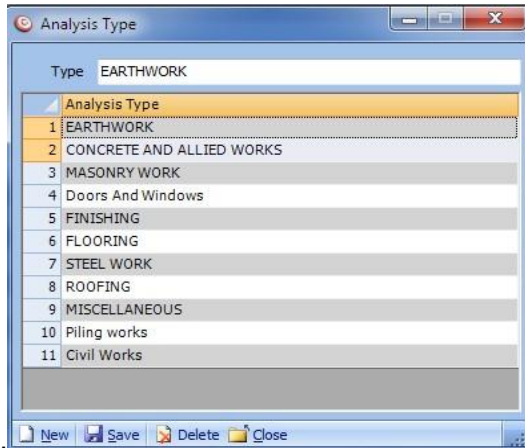 Analysis Type
Type EARTHWORK
Analysis Type
1 EARTHWORK
2 CONCRETE AND ALLIED WORKS
3 MASONRY WORK
4 Doors And Windows
5 FINISHING
6 FLOORING
7 STEEL WORK
8 ROOFING
9 MISCELLANEOUS
10 Piling works
11 Civil Works
New Save Delete Close